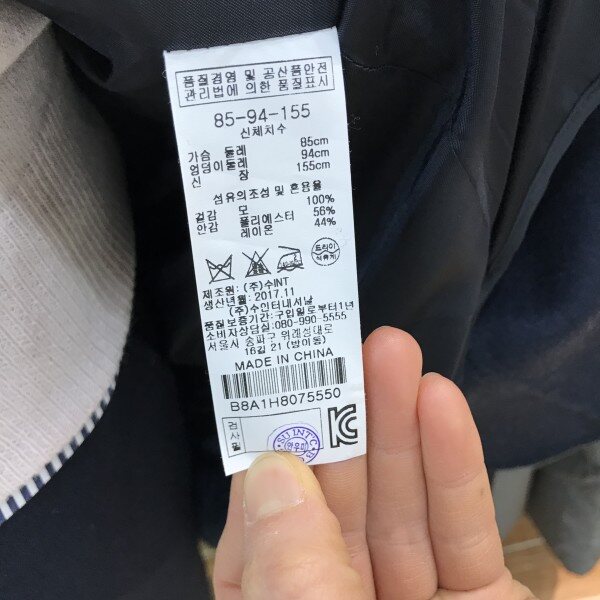 품질경영 및 공산품안전
관리법에 의한 품질표시
85-94-155
신체치수
가슴 둘레 85cm
엉덩이둘레 94cm
신 장 155cm
섬유의조성 및 혼용율
겉감 모 100%
안감 폴리에스터 56%
레이온 44%
드라이
석유계
제조원: (주)수INT
생산년월: 2017.11
(주)수인터내셔날
품질보증기간:구입일로부터1년
소비자상담실:080-990-5555
서울시 송파구 위례성대로
16길 21 (방이동)
MADE IN CHINA
B8A1H8075550
검사필
SU INT'C